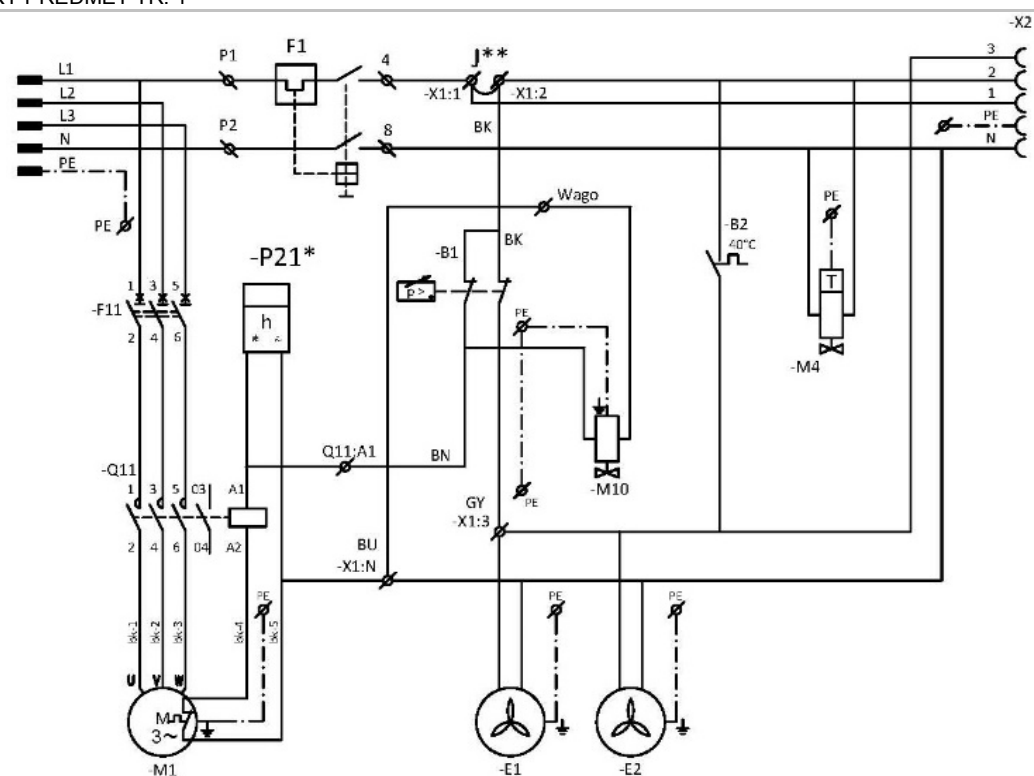 -X2
L1
P1
F1
4
J**
3
-X1:1
-X1:2
2
L2
1
L3
P2
BK
8
PE
N
N
PE
Wago
PE
PE
-P21*
-B1
BK
-B2
40°C
T
1 3 5
-F11
h
P>
PE
2 4 6
-M4
Q11:A1
BN
-Q11
-M10
1 3 5 03 A1
GY
PE
-X1:3
2 4 6 04 A2
BU
-X1:N
PE
PE
PE
bk-1
bk-2
bk-3
bk-4
bk-5
U V W
M
3~
-M1
-E1
-E2